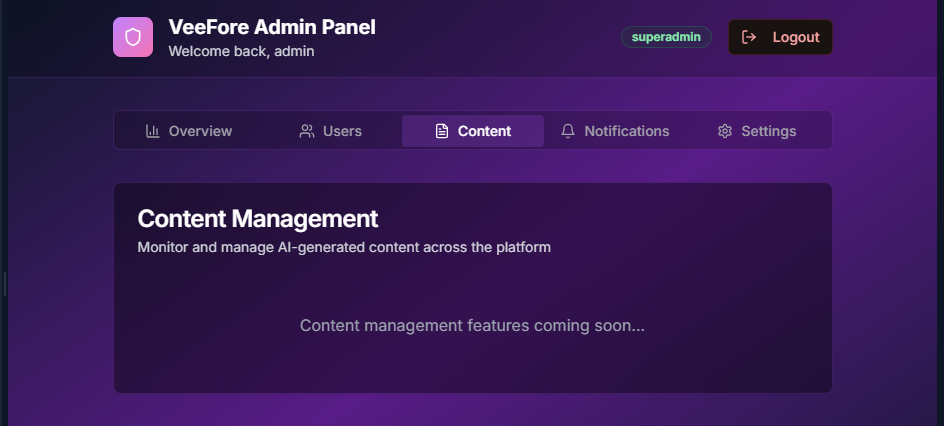 VeeFore Admin Panel
Welcome back, admin
superadmin
Logout
Overview
Users
Content
Notifications
Settings
Content Management
Monitor and manage AI-generated content across the platform
Content management features coming soon...